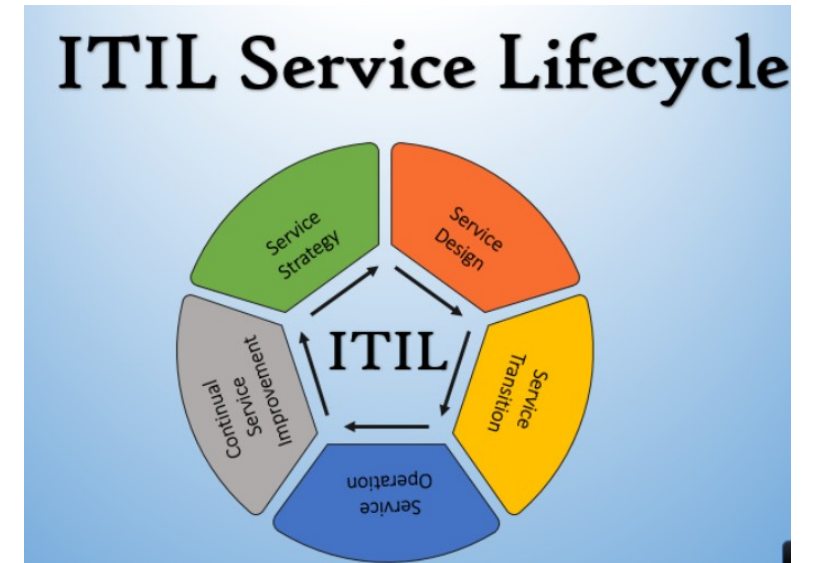 ITIL Service Lifecycle
Service
Strategy
Service
Design
Service
Transition
Service
Operation
Continual
Service
Improvement
ITIL